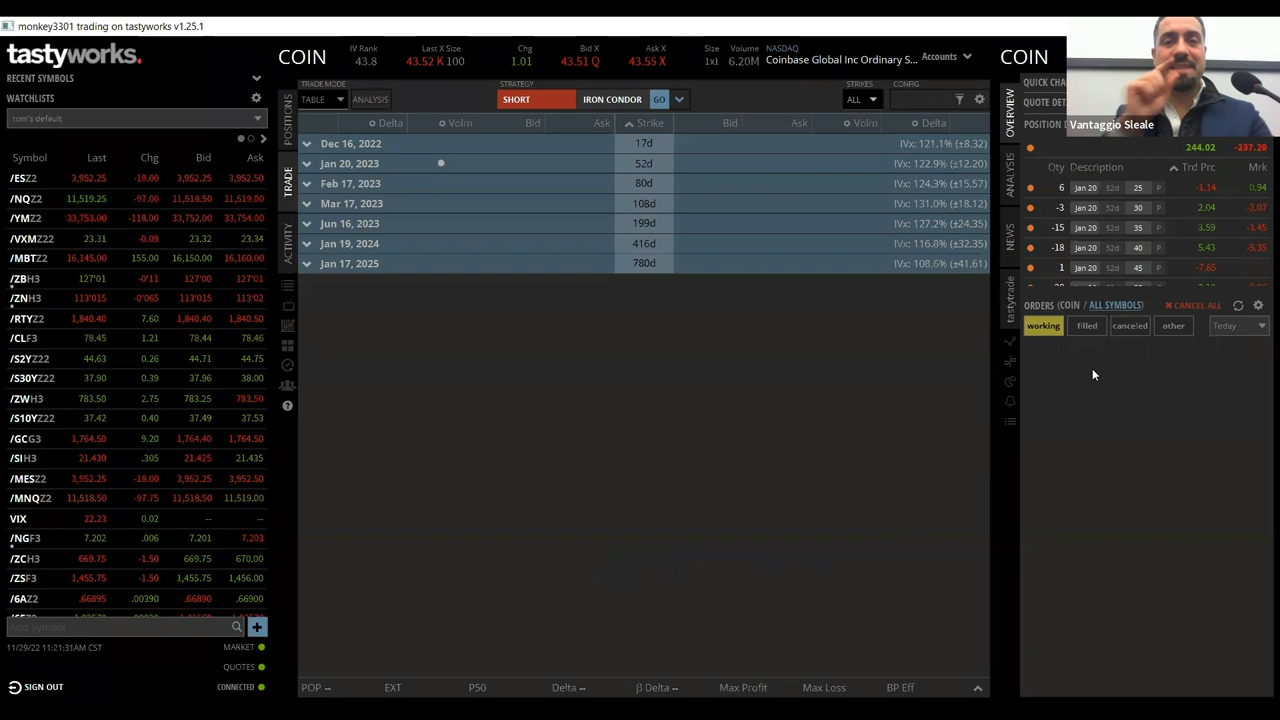 monkey3301 trading on tastyworks v1.25.1
tastyworks.
RECENT SYMBOLS
WATCHLISTS
tom's default
Symbol Last Chg Bid Ask
/ESZ2 3,952.25 -18.00 3,952.25 3,952.50
/NQZ2 11,519.25 -97.00 11,518.50 11,519.50
/YMZ2 33,753.00 -118.00 33,752.00 33,754.00
/VXMZ22 23.31 -0.09 23.32 23.34
/MBTZ2 16,145.00 155.00 16,150.00 16,160.00
/ZBH3 127'01 -0'11 127'00 127'01
/ZNH3 113'015 -0'065 113'015 113'02
/RTYZ2 1,840.40 7.60 1,840.40 1,840.50
/CLF3 78.45 1.21 78.44 78.46
/S2YZ22 44.63 0.26 44.71 44.75
/S30YZ22 37.90 0.39 37.96 38.00
/ZWH3 783.50 2.75 783.25 783.50
/S10YZ22 37.42 0.40 37.49 37.53
/GCG3 1,764.50 9.20 1,764.40 1,764.50
/SIH3 21.430 .305 21.425 21.435
/MESZ2 3,952.25 -18.00 3,952.25 3,952.50
/MNQZ2 11,518.50 -97.75 11,518.50 11,519.00
VIX 22.23 0.02 -- --
/NGF3 7.202 .006 7.201 7.203
/ZCH3 669.75 -1.50 669.75 670.00
/ZSF3 1,455.75 -1.50 1,455.75 1,456.00
/6AZ2 .66895 .00390 .66890 .66900
Add Symbol
11/29/22 11:21:31AM CST MARKET
QUOTES
SIGN OUT CONNECTED
COIN
IV Rank Last X Size Chg Bid X Ask X Size Volume NASDAQ
43.8 43.52 K 100 1.01 43.51 Q 43.55 X 1x1 6.20M Coinbase Global Inc Ordinary S...
Accounts
TRADE MODE STRATEGY STRIKES CONFIG
TABLE ANALYSIS SHORT IRON CONDOR GO ALL
Delta Volm Bid Ask Strike Bid Ask Volm Delta
Dec 16, 2022 17d IVx: 121.1% (±8.32)
Jan 20, 2023 52d IVx: 122.9% (±12.20)
Feb 17, 2023 80d IVx: 124.3% (±15.57)
Mar 17, 2023 108d IVx: 131.0% (±18.12)
Jun 16, 2023 199d IVx: 127.2% (±24.35)
Jan 19, 2024 416d IVx: 116.8% (±32.35)
Jan 17, 2025 780d IVx: 108.6% (±41.61)
POSITIONS
TRADE
ACTIVITY
POP -- EXT P50 Delta -- β Delta -- Max Profit Max Loss BP Eff
COIN
QUICK CHA
QUOTE DET
POSITION
Vantaggio Sleale
OVERVIEW
ANALYSIS
NEWS
tastytrade
244.02 -237.29
Qty Description Trd Prc Mrk
6 Jan 20 52d 25 P -1.14 0.94
-3 Jan 20 52d 30 P 2.04 -2.07
-15 Jan 20 52d 35 P 3.59 -3.45
-18 Jan 20 52d 40 P 5.43 -5.35
1 Jan 20 52d 45 P -7.85
ORDERS (COIN / ALL SYMBOLS) CANCEL ALL
working filled canceled other Today